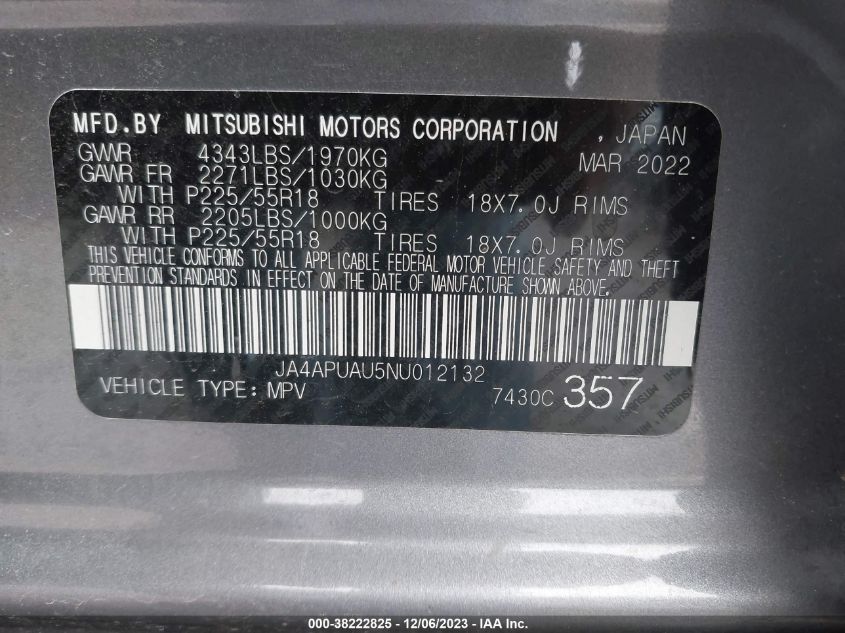 MFD.BY MITSUBISHI MOTORS CORPORATION , JAPAN
GVWR 4343LBS/1970KG MAR 2022
GAWR FR 2271LBS/1030KG
WITH P225/55R18 TIRES 18X7.0J RIMS
GAWR RR 2205LBS/1000KG
WITH P225/55R18 TIRES 18X7.0J RIMS
THIS VEHICLE CONFORMS TO ALL APPLICABLE FEDERAL MOTOR VEHICLE SAFETY AND THEFT
PREVENTION STANDARDS IN EFFECT ON THE DATE OF MANUFACTURE SHOWN ABOVE.
JA4APUAU5NU012132
VEHICLE TYPE: MPV 7430C 357
000-38222825 - 12/06/2023 - IAA Inc.